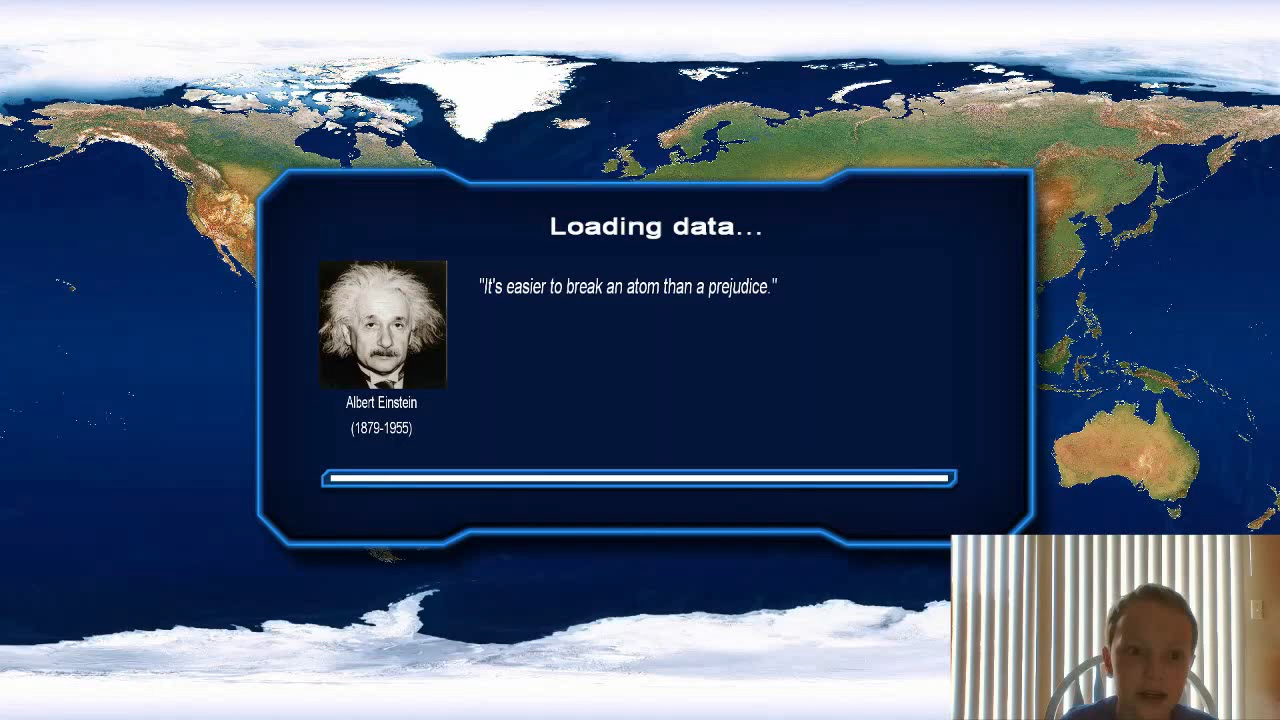 Loading data...
"It's easier to break an atom than a prejudice."
Albert Einstein
(1879-1955)